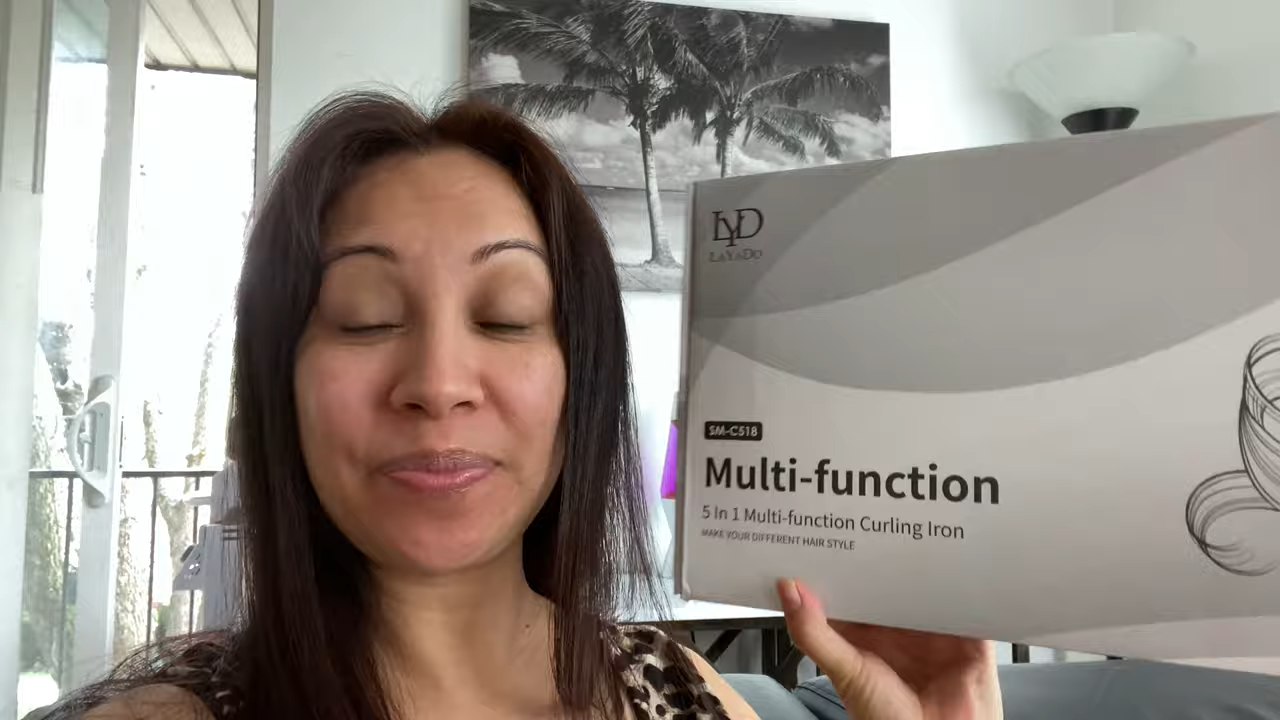 LYD
LaYaDo
SM-C518
Multi-function
5 In 1 Multi-function Curling Iron
MAKE YOUR DIFFERENT HAIR STYLE